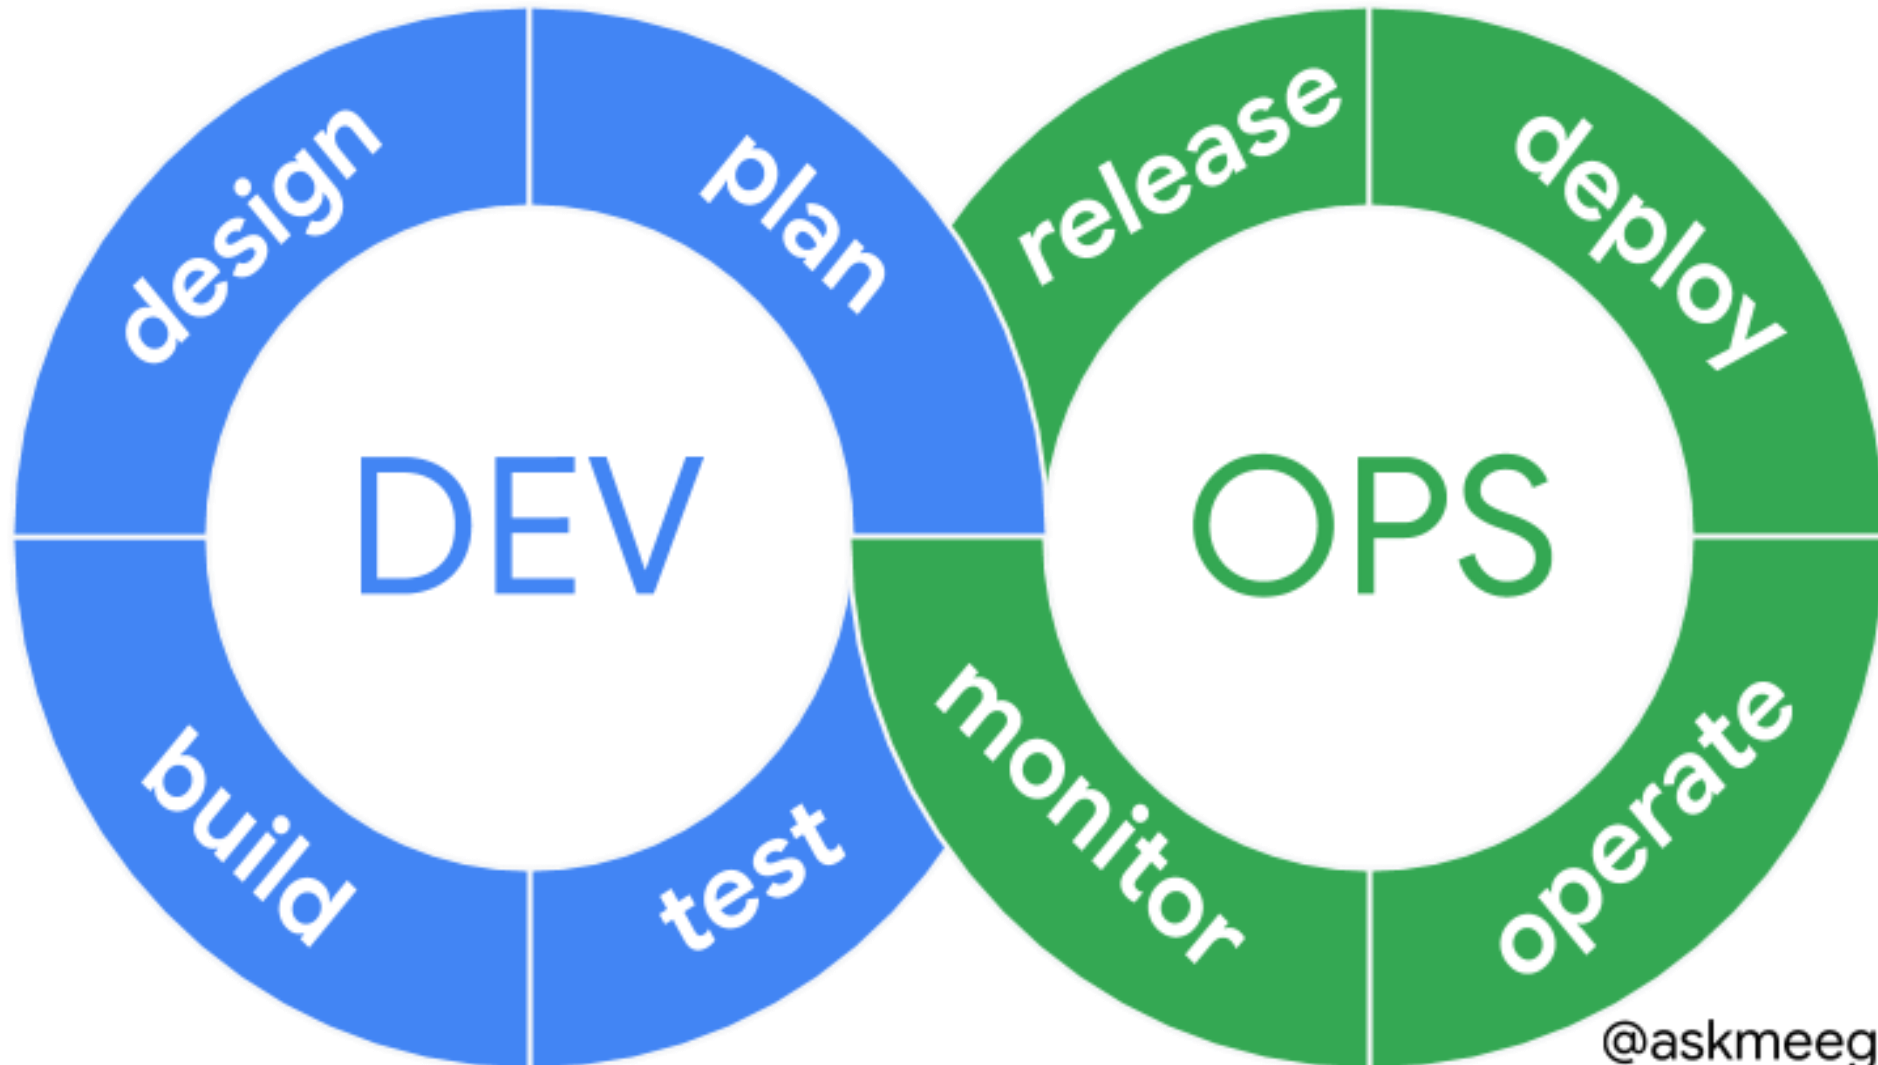 design
plan
release
deploy
DEV
OPS
build
test
monitor
operate
@askmeeg